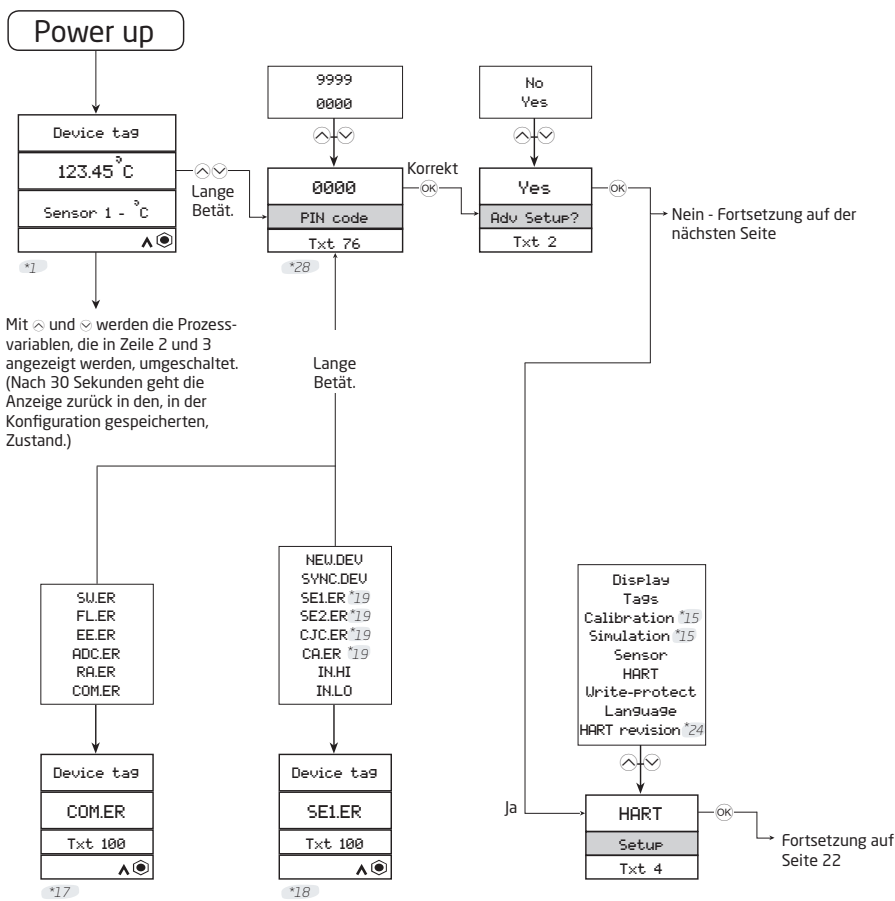 Power up
Device tag
123.45°C
Sensor 1 - °C
*1
Lange
Betät.
9999
0000
0000
PIN code
Txt 76
*28
Korrekt
OK
No
Yes
Yes
Adv Setup?
Txt 2
OK
Nein - Fortsetzung auf der
nächsten Seite
Mit und werden die Prozess-
variablen, die in Zeile 2 und 3
angezeigt werden, umgeschaltet.
(Nach 30 Sekunden geht die
Anzeige zurück in den, in der
Konfiguration gespeicherten,
Zustand.)
Lange
Betät.
SW.ER
FL.ER
EE.ER
ADC.ER
RA.ER
COM.ER
Device tag
COM.ER
Txt 100
*17
NEW.DEV
SYNC.DEV
SE1.ER *19
SE2.ER *19
CJC.ER *19
CA.ER *19
IN.HI
IN.LO
Device tag
SE1.ER
Txt 100
*18
Display
Tags
Calibration *15
Simulation *15
Sensor
HART
Write-protect
Language
HART revision *24
Ja
HART
Setup
Txt 4
OK
Fortsetzung auf
Seite 22